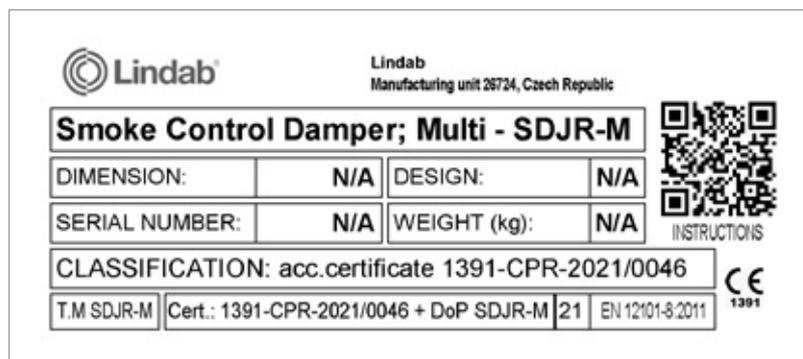 Lindab
Lindab
Manufacturing unit 26724, Czech Republic
Smoke Control Damper; Multi - SDJR-M
DIMENSION: N/A DESIGN: N/A
SERIAL NUMBER: N/A WEIGHT (kg): N/A
INSTRUCTIONS
CLASSIFICATION: acc.certificate 1391-CPR-2021/0046
CE
1391
T.M SDJR-M Cert.: 1391-CPR-2021/0046 + DoP SDJR-M 21 EN 12101-8:2011